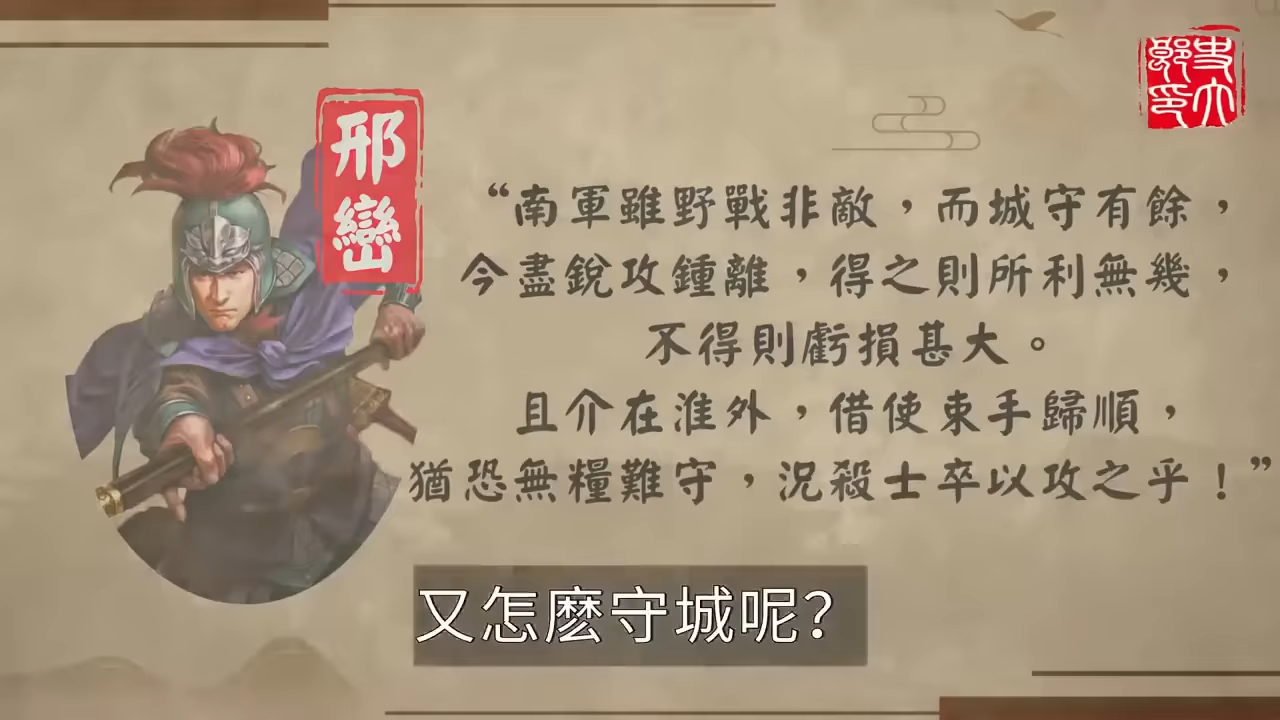 邢巒
“南軍雖野戰非敵，而城守有餘，
今盡銳攻鍾離，得之則所利無幾，
不得則虧損甚大。
且介在淮外，借使束手歸順，
猶恐無糧難守，況殺士卒以攻之乎！”
又怎麽守城呢？